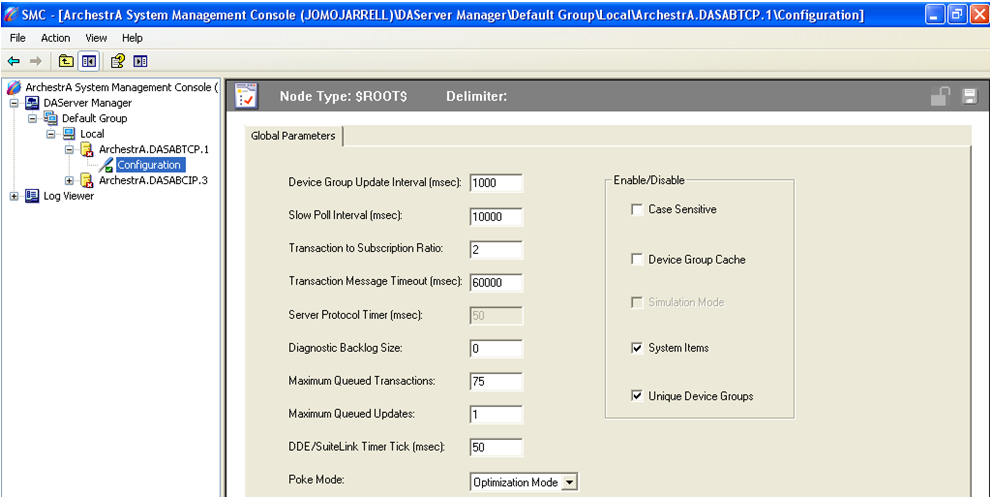 SMC - [ArchestrA System Management Console (JOMOJARRELL)\DAServer Manager\Default Group\Local\ArchestrA.DASABTCP.1\Configuration]
File Action View Help
ArchestrA System Management Console (
DAServer Manager
Default Group
Local
ArchestrA.DASABTCP.1
Configuration
ArchestrA.DASABCIP.3
Log Viewer
Node Type: $ROOT$ Delimiter:
Global Parameters
Device Group Update Interval (msec): 1000
Slow Poll Interval (msec): 10000
Transaction to Subscription Ratio: 2
Transaction Message Timeout (msec): 60000
Server Protocol Timer (msec): 50
Diagnostic Backlog Size: 0
Maximum Queued Transactions: 75
Maximum Queued Updates: 1
DDE/SuiteLink Timer Tick (msec): 50
Poke Mode: Optimization Mode
Enable/Disable
Case Sensitive
Device Group Cache
Simulation Mode
System Items
Unique Device Groups